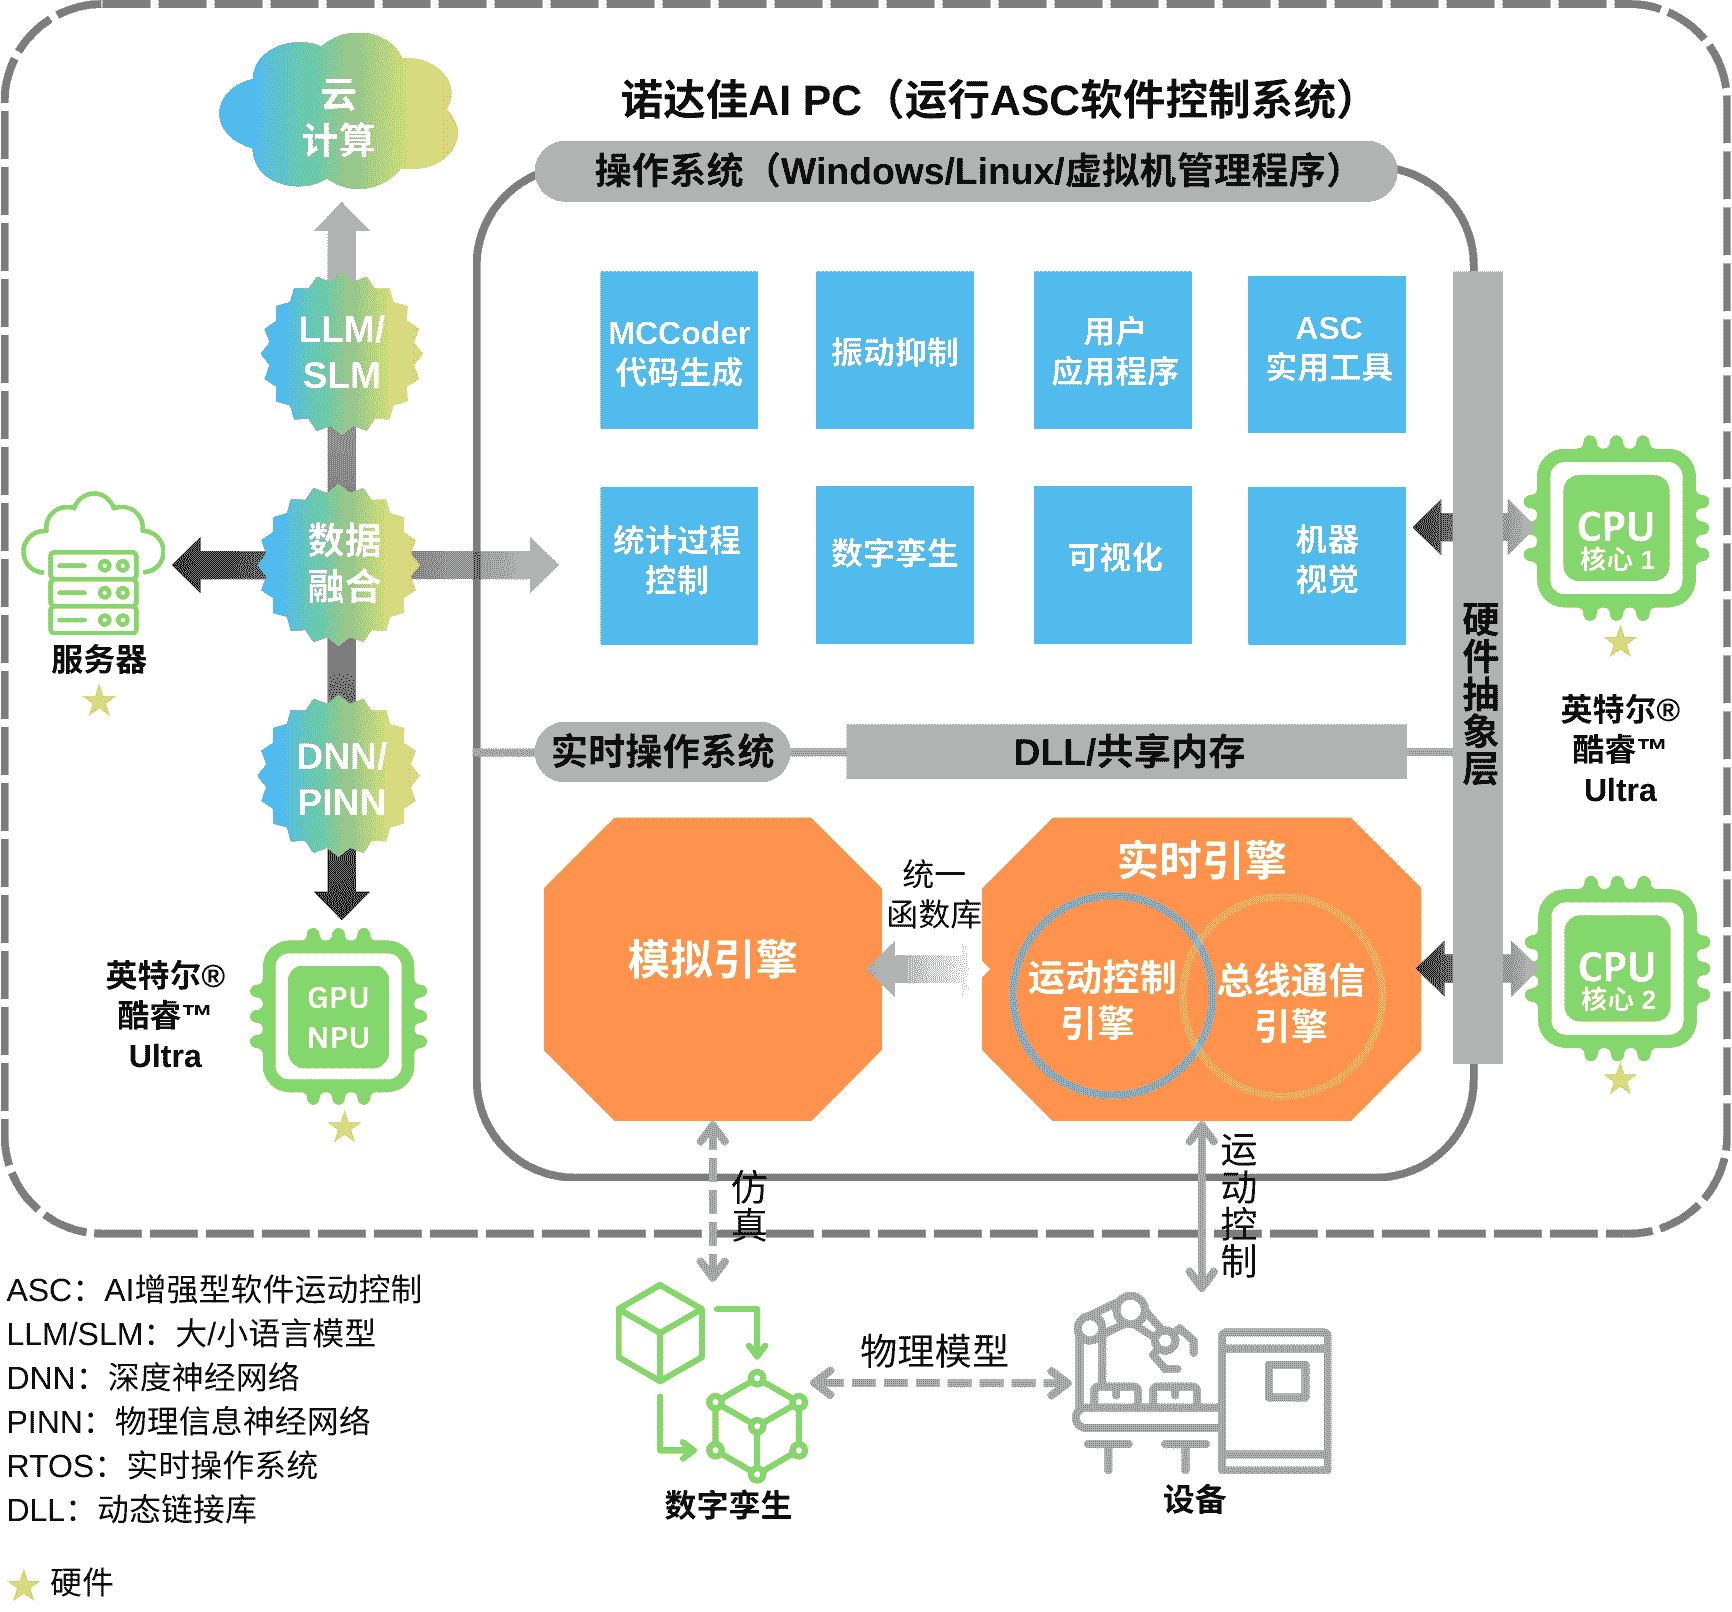 云
计算
诺达佳AI PC（运行ASC软件控制系统）
操作系统（Windows/Linux/虚拟机管理程序）
LLM/
SLM
MCCoder
代码生成
振动抑制
用户
应用程序
ASC
实用工具
数据
融合
服务器
统计过程
控制
数字孪生
可视化
机器
视觉
CPU
核心 1
英特尔®
酷睿™
Ultra
硬件抽象层
DNN/
PINN
实时操作系统
DLL/共享内存
模拟引擎
统一
函数库
实时引擎
运动控制
引擎
总线通信
引擎
CPU
核心 2
英特尔®
酷睿™
Ultra
GPU
NPU
仿真
运动控制
物理模型
数字孪生
设备
ASC：AI增强型软件运动控制
LLM/SLM：大/小语言模型
DNN：深度神经网络
PINN：物理信息神经网络
RTOS：实时操作系统
DLL：动态链接库
硬件